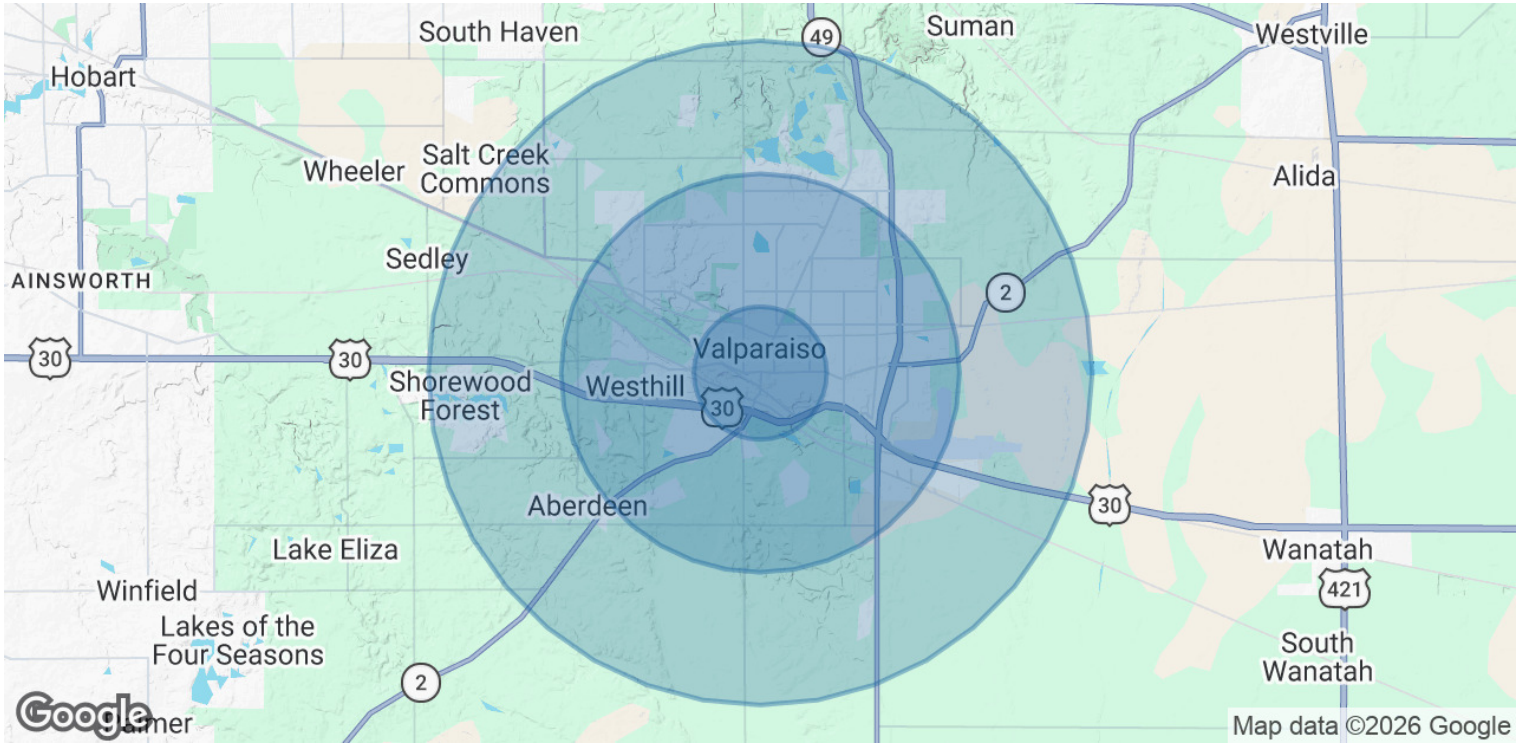 South Haven
49
Suman
Westville
Hobart
Wheeler
Salt Creek
Commons
Alida
Sedley
AINSWORTH
2
30
30
Valparaiso
Shorewood
Forest
Westhill
30
Aberdeen
30
Lake Eliza
Wanatah
Winfield
421
Lakes of the
Four Seasons
South
Wanatah
2
Google
Palmer
Map data ©2026 Google